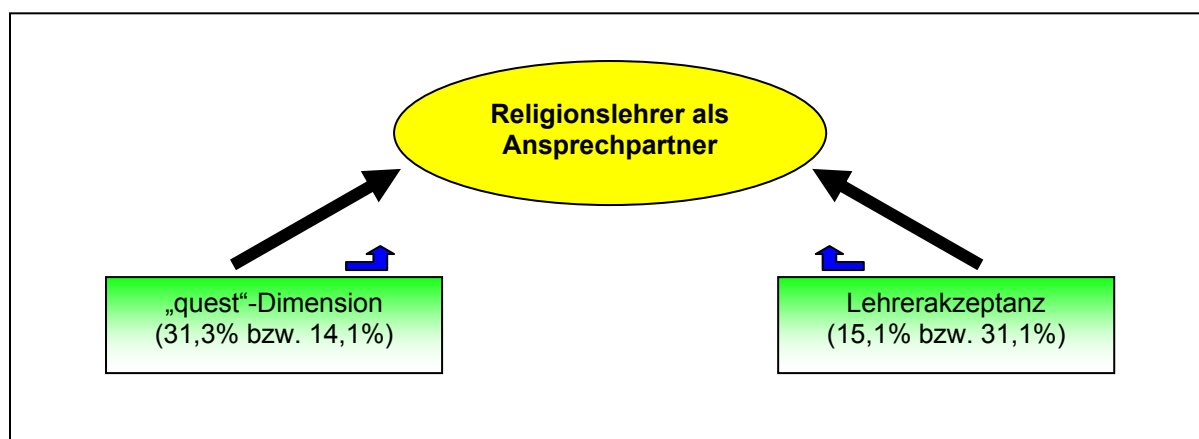 Religionslehrer als
Ansprechpartner
„quest“-Dimension
(31,3% bzw. 14,1%)
Lehrerakzeptanz
(15,1% bzw. 31,1%)